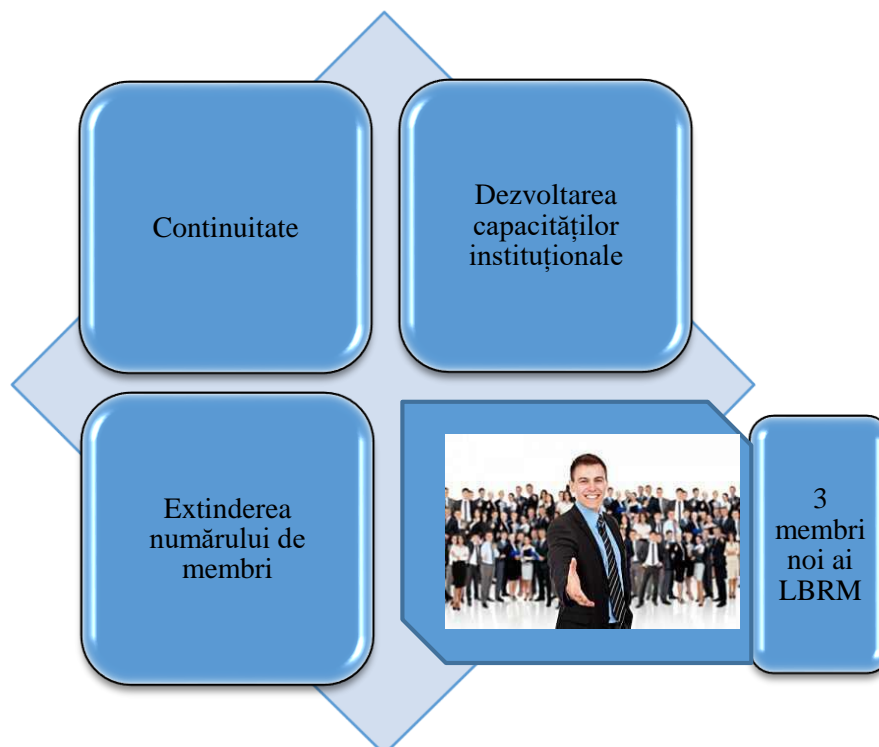 Continuitate
Dezvoltarea
capacităților
instituționale
Extinderea
numărului de
membri
3
membri
noi ai
LBRM